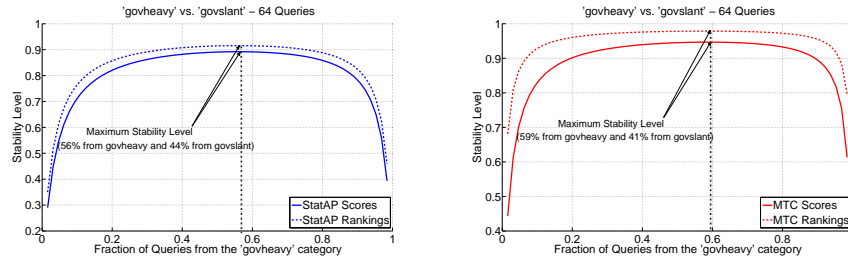 'govheavy' vs. 'govslant' – 64 Queries
1
0.9
0.8
0.7
0.6
0.5
0.4
0.3
0.2
Stability Level
Maximum Stability Level
(56% from govheavy and 44% from govslant)
StatAP Scores
StatAP Rankings
0
0.2
0.4
0.6
0.8
1
Fraction of Queries from the 'govheavy' category
'govheavy' vs. 'govslant' – 64 Queries
1
0.9
0.8
0.7
0.6
0.5
0.4
Stability Level
Maximum Stability Level
(59% from govheavy and 41% from govslant)
MTC Scores
MTC Rankings
0
0.2
0.4
0.6
0.8
Fraction of Queries from the 'govheavy' category